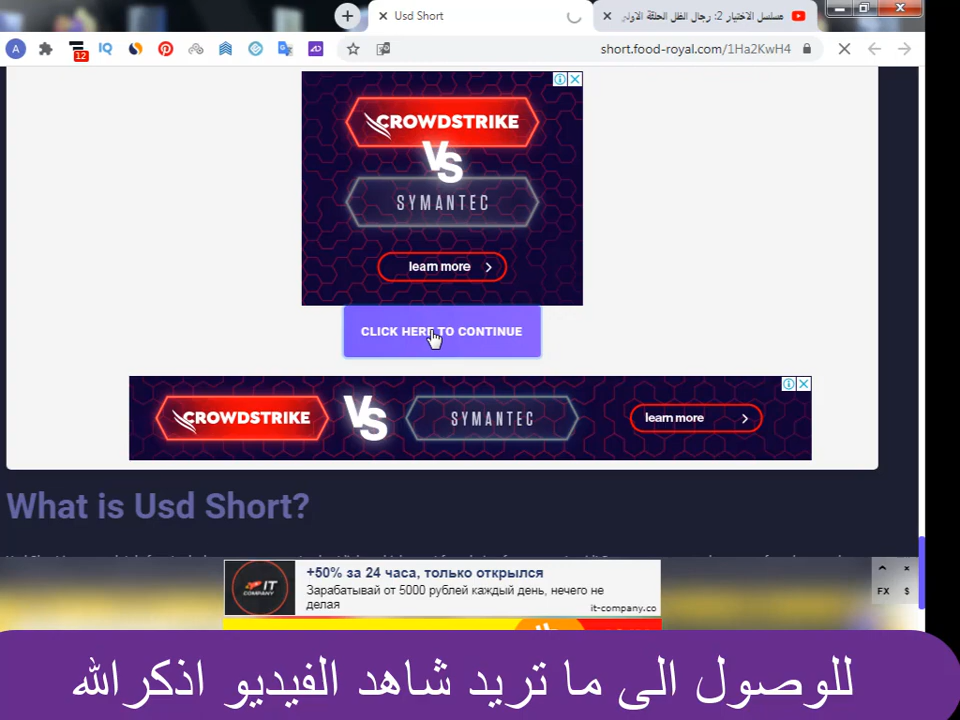 Usd Short
مسلسل الاختيار 2: رجال الظل الحلقة الاولى
A
12
IQ
short.food-royal.com/1Ha2KwH4
CROWDSTRIKE
VS
SYMANTEC
learn more
CLICK HERE TO CONTINUE
CROWDSTRIKE VS SYMANTEC learn more
What is Usd Short?
IT
COMPANY
+50% за 24 часа, только открылся
Зарабатывай от 5000 рублей каждый день, нечего не
делая
it-company.co
FX $
للوصول الى ما تريد شاهد الفيديو اذكرالله